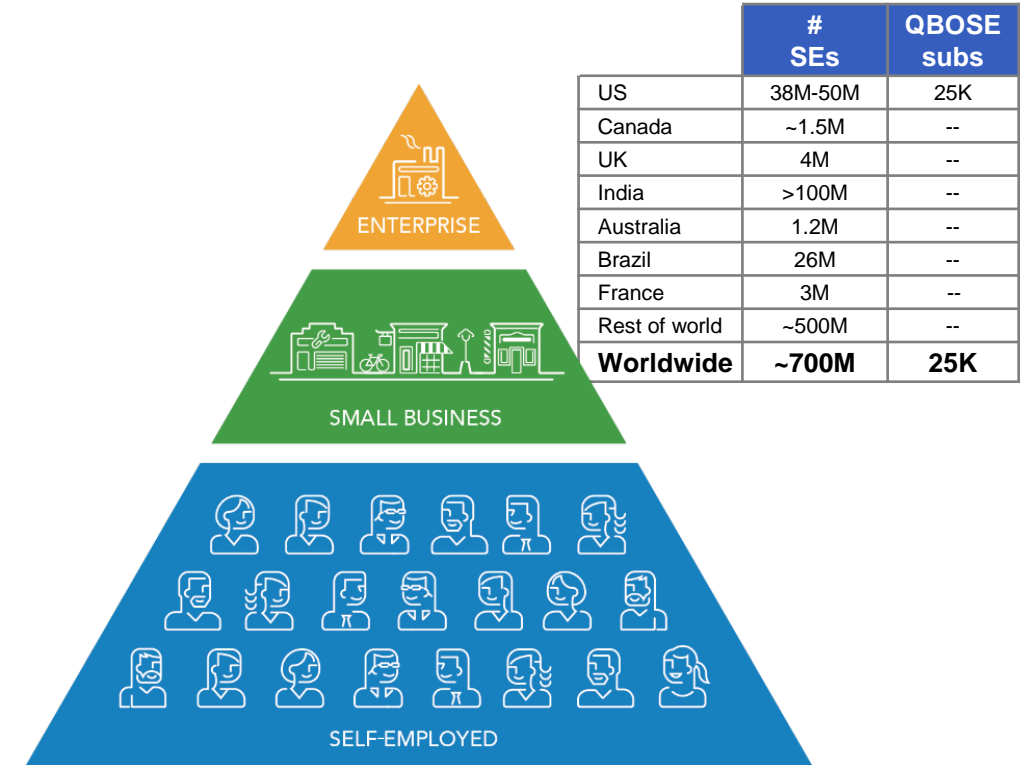 # SEs QBOSE subs
US 38M-50M 25K
Canada ~1.5M --
UK 4M --
India >100M --
Australia 1.2M --
Brazil 26M --
France 3M --
Rest of world ~500M --
Worldwide ~700M 25K
ENTERPRISE
SMALL BUSINESS
SELF-EMPLOYED